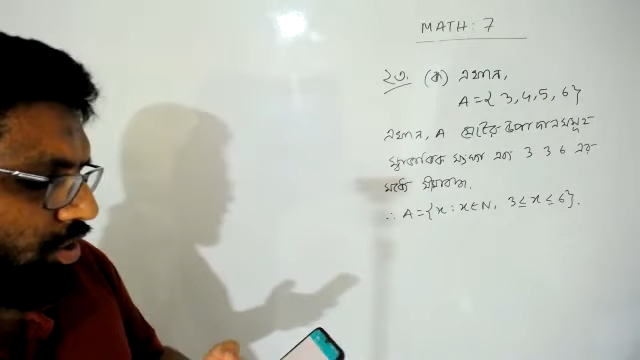 MATH: 7
২৩. (ক) এখানে,
A = { 3, 4, 5, 6 }
এখানে, A সেটের উপাদানসমূহ
স্বাভাবিক সংখ্যা এবং 3 ও 6 এর
মধ্যে সীমাবদ্ধ.
∴ A = { x : x ∈ N, 3 ≤ x ≤ 6 }.